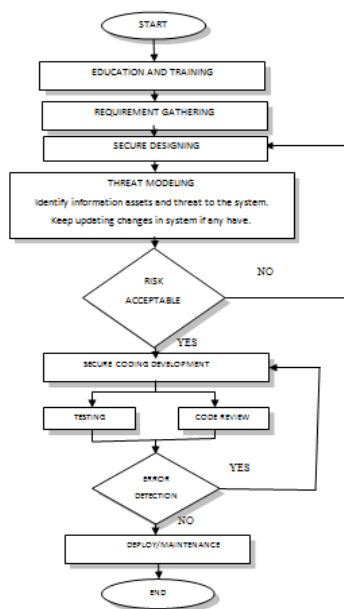 START
EDUCATION AND TRAINING
REQUIREMENT GATHERING
SECURE DESIGNING
THREAT MODELING
Identify information assets and threat to the system.
Keep updating changes in system if any have.
RISK
ACCEPTABLE
NO
YES
SECURE CODING DEVELOPMENT
TESTING
CODE REVIEW
ERROR
DETECTION
YES
NO
DEPLOY/MAINTENANCE
END